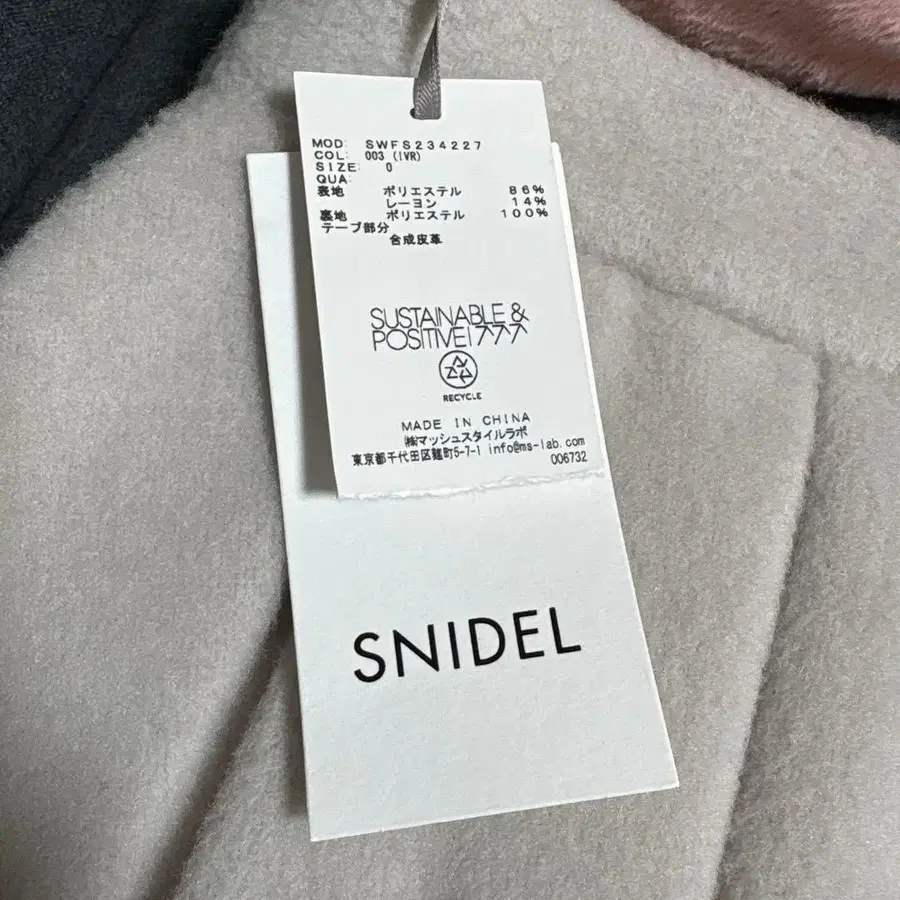 MOD: SWFS234227
COL: 003 (IVR)
SIZE: 0
QUA:
表地 ポリエステル 86%
レーヨン 14%
裏地 ポリエステル 100%
テープ部分
合成皮革
SUSTAINABLE &
POSITIVE!
RECYCLE
MADE IN CHINA
㈱マッシュスタイルラボ
東京都千代田区麹町5-7-1 info@ms-lab.com
006732
SNIDEL